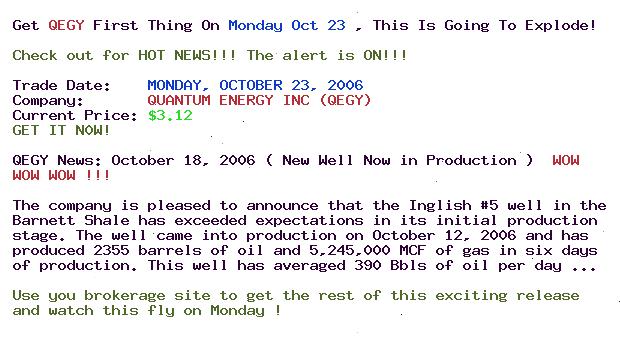 Get QEGY First Thing On Monday Oct 23 , This Is Going To Explode!
Check out for HOT NEWS!!! The alert is ON!!!
Trade Date: MONDAY, OCTOBER 23, 2006
Company: QUANTUM ENERGY INC (QEGY)
Current Price: $3.12
GET IT NOW!
QEGY News: October 18, 2006 ( New Well Now in Production ) WOW
WOW WOW !!!
The company is pleased to announce that the Inglish #5 well in the
Barnett Shale has exceeded expectations in its initial production
stage. The well came into production on October 12, 2006 and has
produced 2355 barrels of oil and 5,245,000 MCF of gas in six days
of production. This well has averaged 390 Bbls of oil per day ...
Use you brokerage site to get the rest of this exciting release
and watch this fly on Monday !